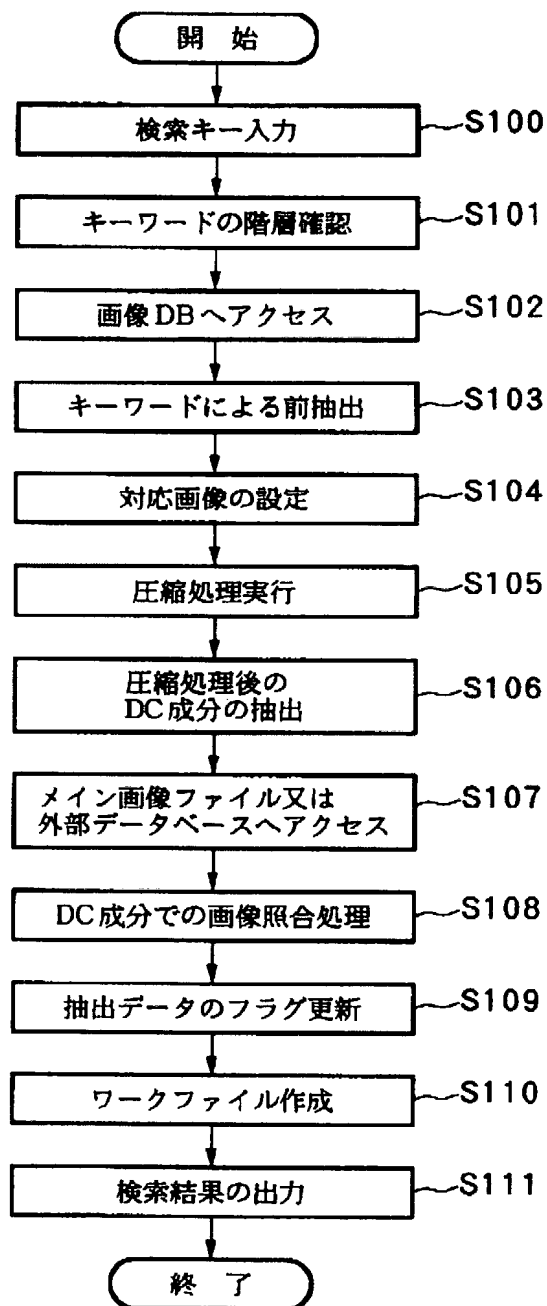 開 始
検索キー入力
S100
キーワードの階層確認
S101
画像DBへアクセス
S102
キーワードによる前抽出
S103
対応画像の設定
S104
圧縮処理実行
S105
圧縮処理後の
DC成分の抽出
S106
メイン画像ファイル又は
外部データベースへアクセス
S107
DC成分での画像照合処理
S108
抽出データのフラグ更新
S109
ワークファイル作成
S110
検索結果の出力
S111
終 了